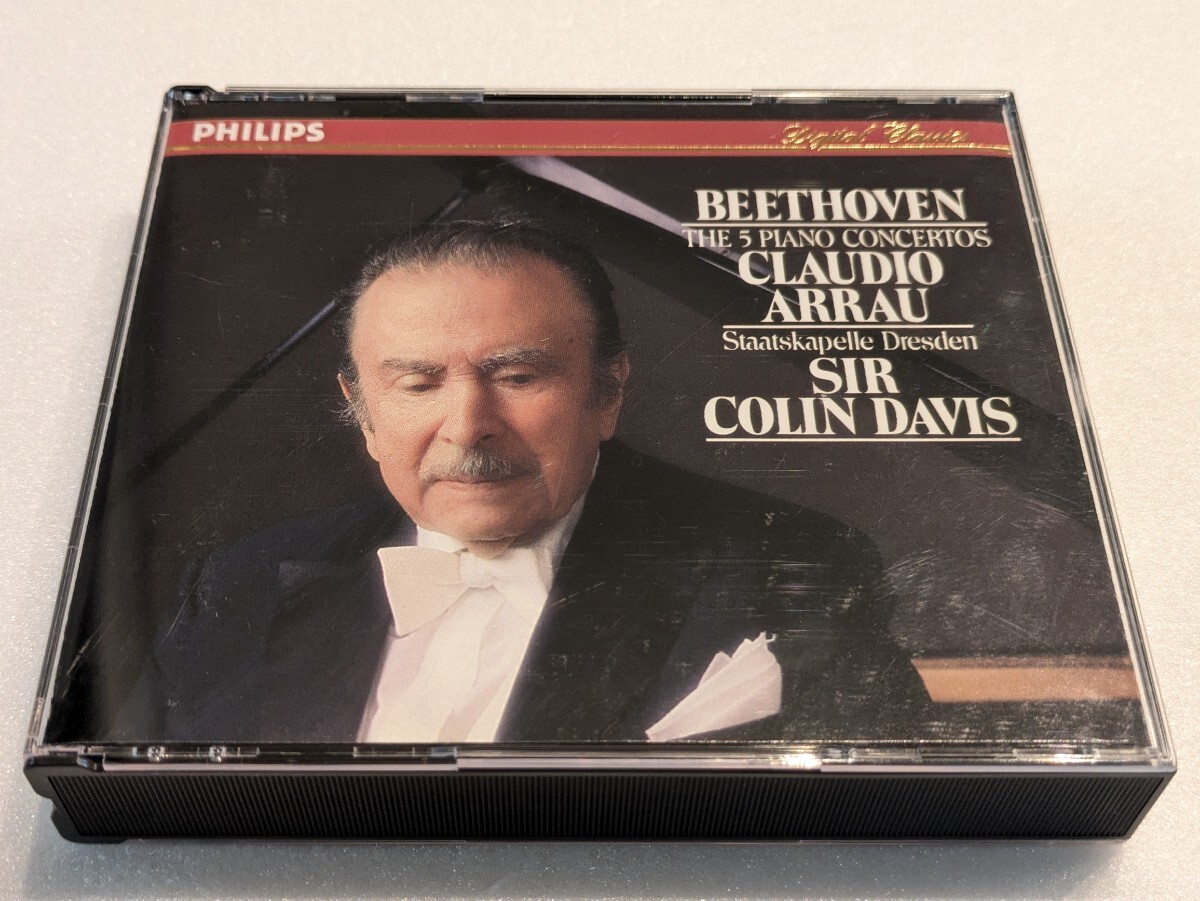 PHILIPS
Digital Classics
BEETHOVEN
THE 5 PIANO CONCERTOS
CLAUDIO
ARRAU
Staatskapelle Dresden
SIR
COLIN DAVIS